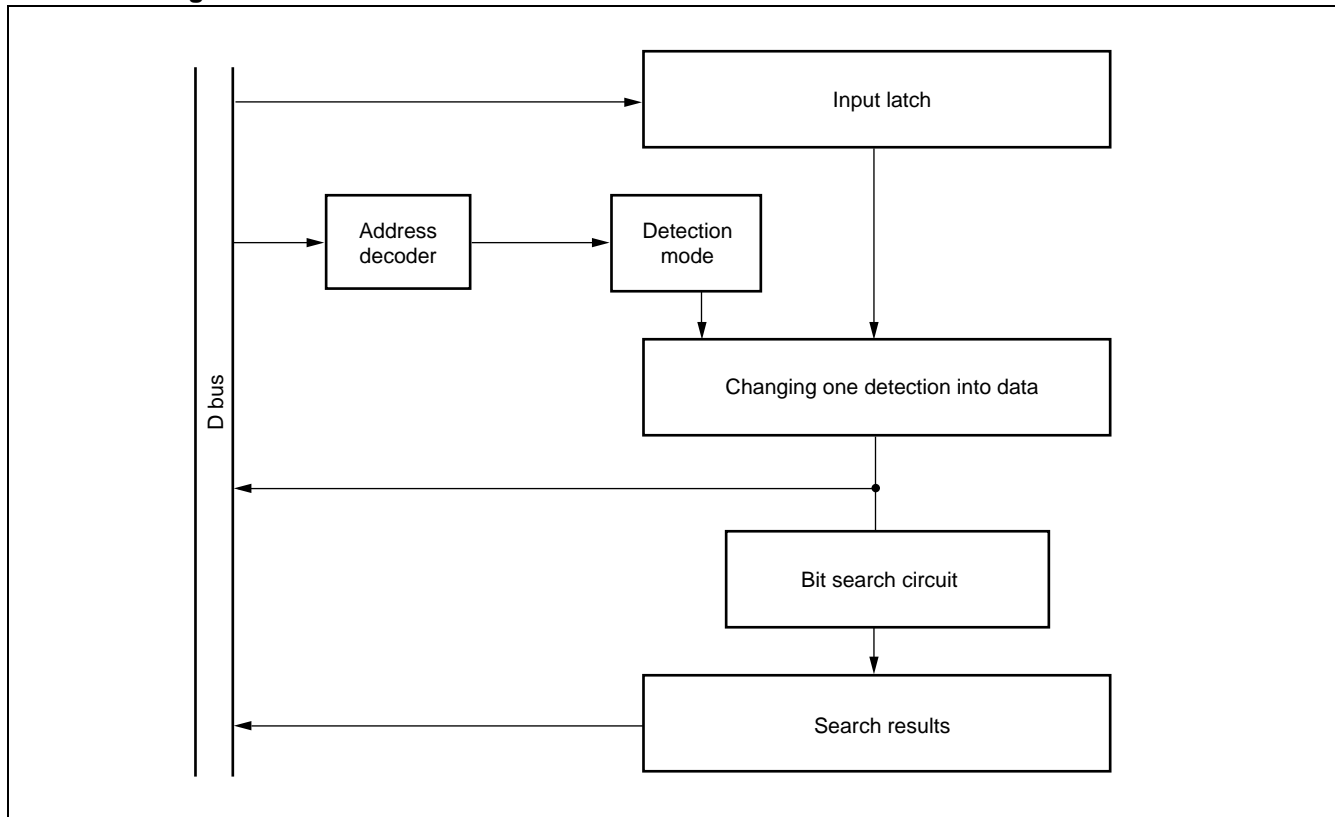 Input latch
Address
decoder
Detection
mode
Changing one detection into data
D bus
Bit search circuit
Search results